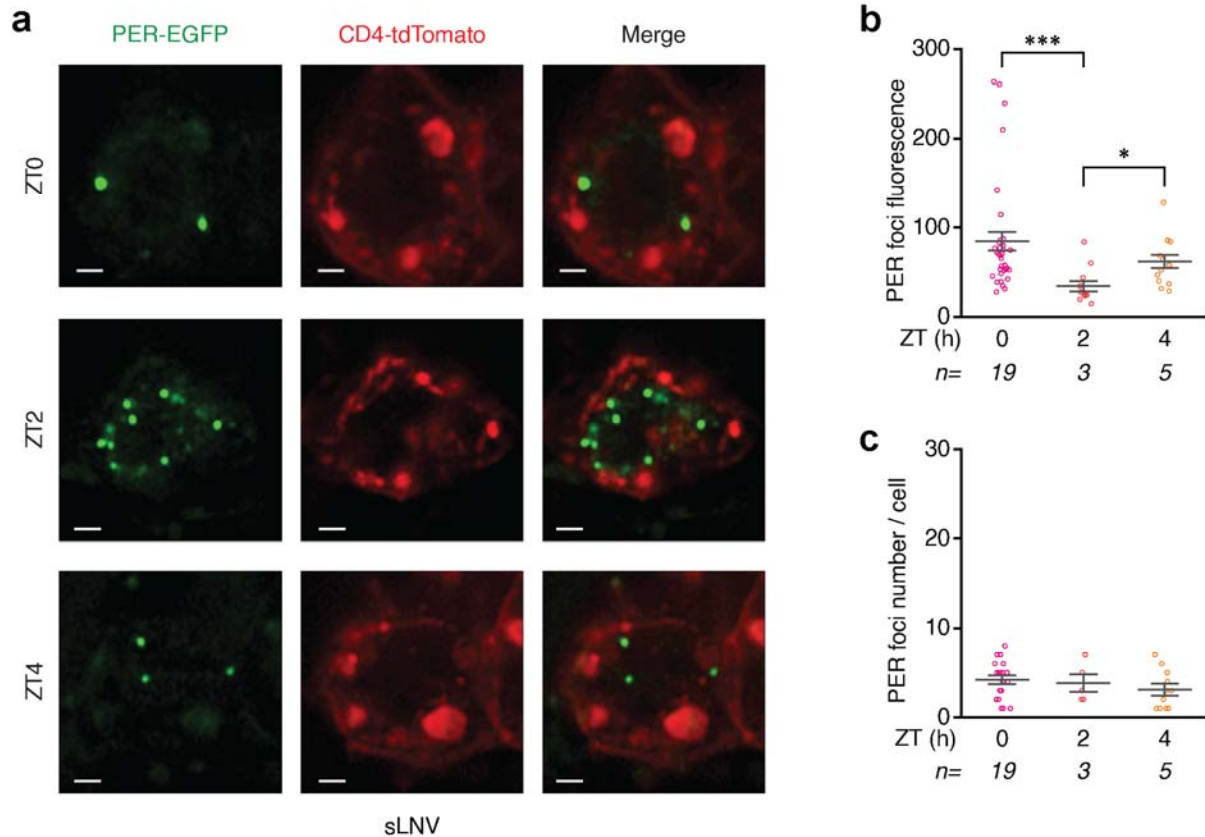 a
PER-EGFP CD4-tdTomato Merge
ZT0
ZT2
ZT4
sLNV
b
300
200
100
0
PER foci fluorescence
***
*
ZT (h) 0 2 4
n= 19 3 5
c
30
20
10
0
PER foci number / cell
ZT (h) 0 2 4
n= 19 3 5